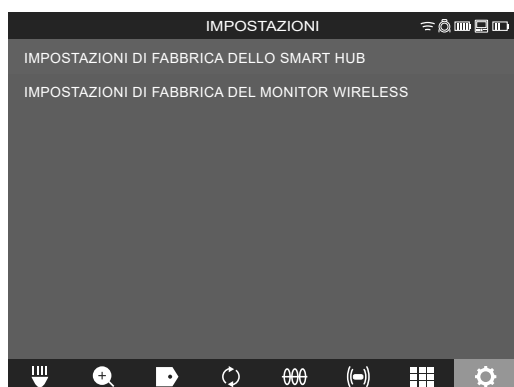 IMPOSTAZIONI
IMPOSTAZIONI DI FABBRICA DELLO SMART HUB
IMPOSTAZIONI DI FABBRICA DEL MONITOR WIRELESS